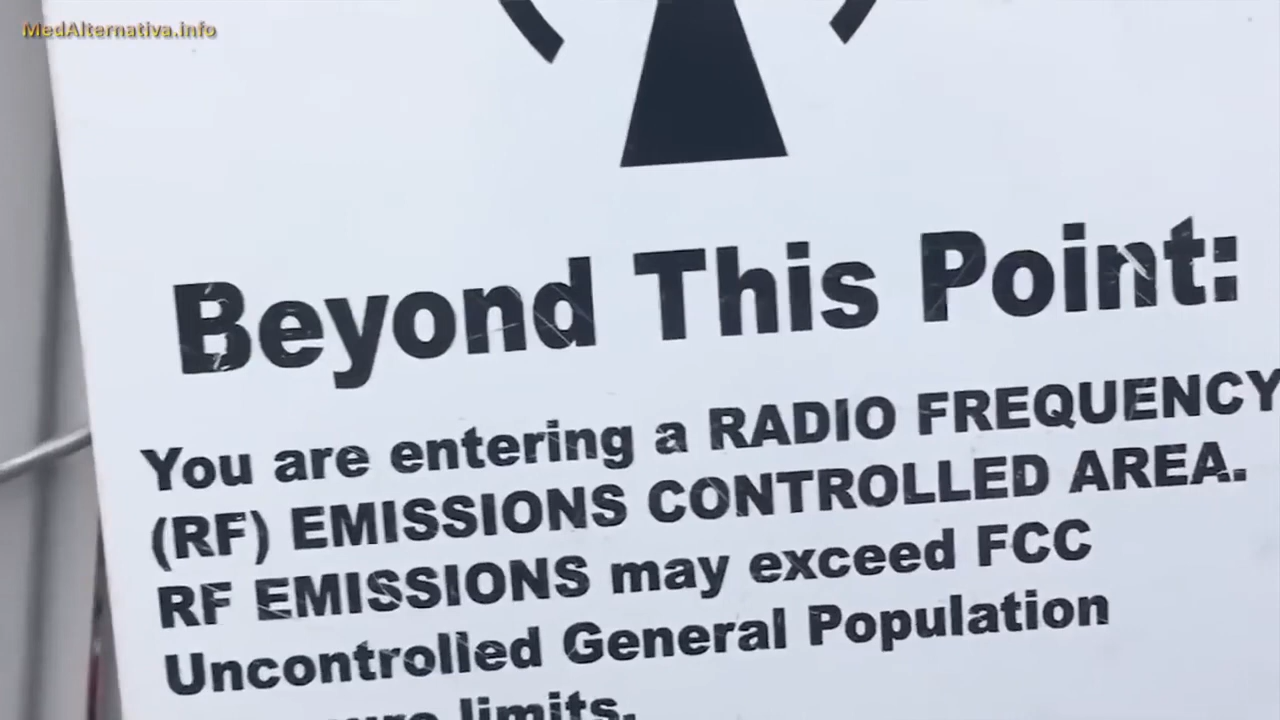 MedAlternativa.info
Beyond This Point:
You are entering a RADIO FREQUENCY
(RF) EMISSIONS CONTROLLED AREA.
RF EMISSIONS may exceed FCC
Uncontrolled General Population
limits.